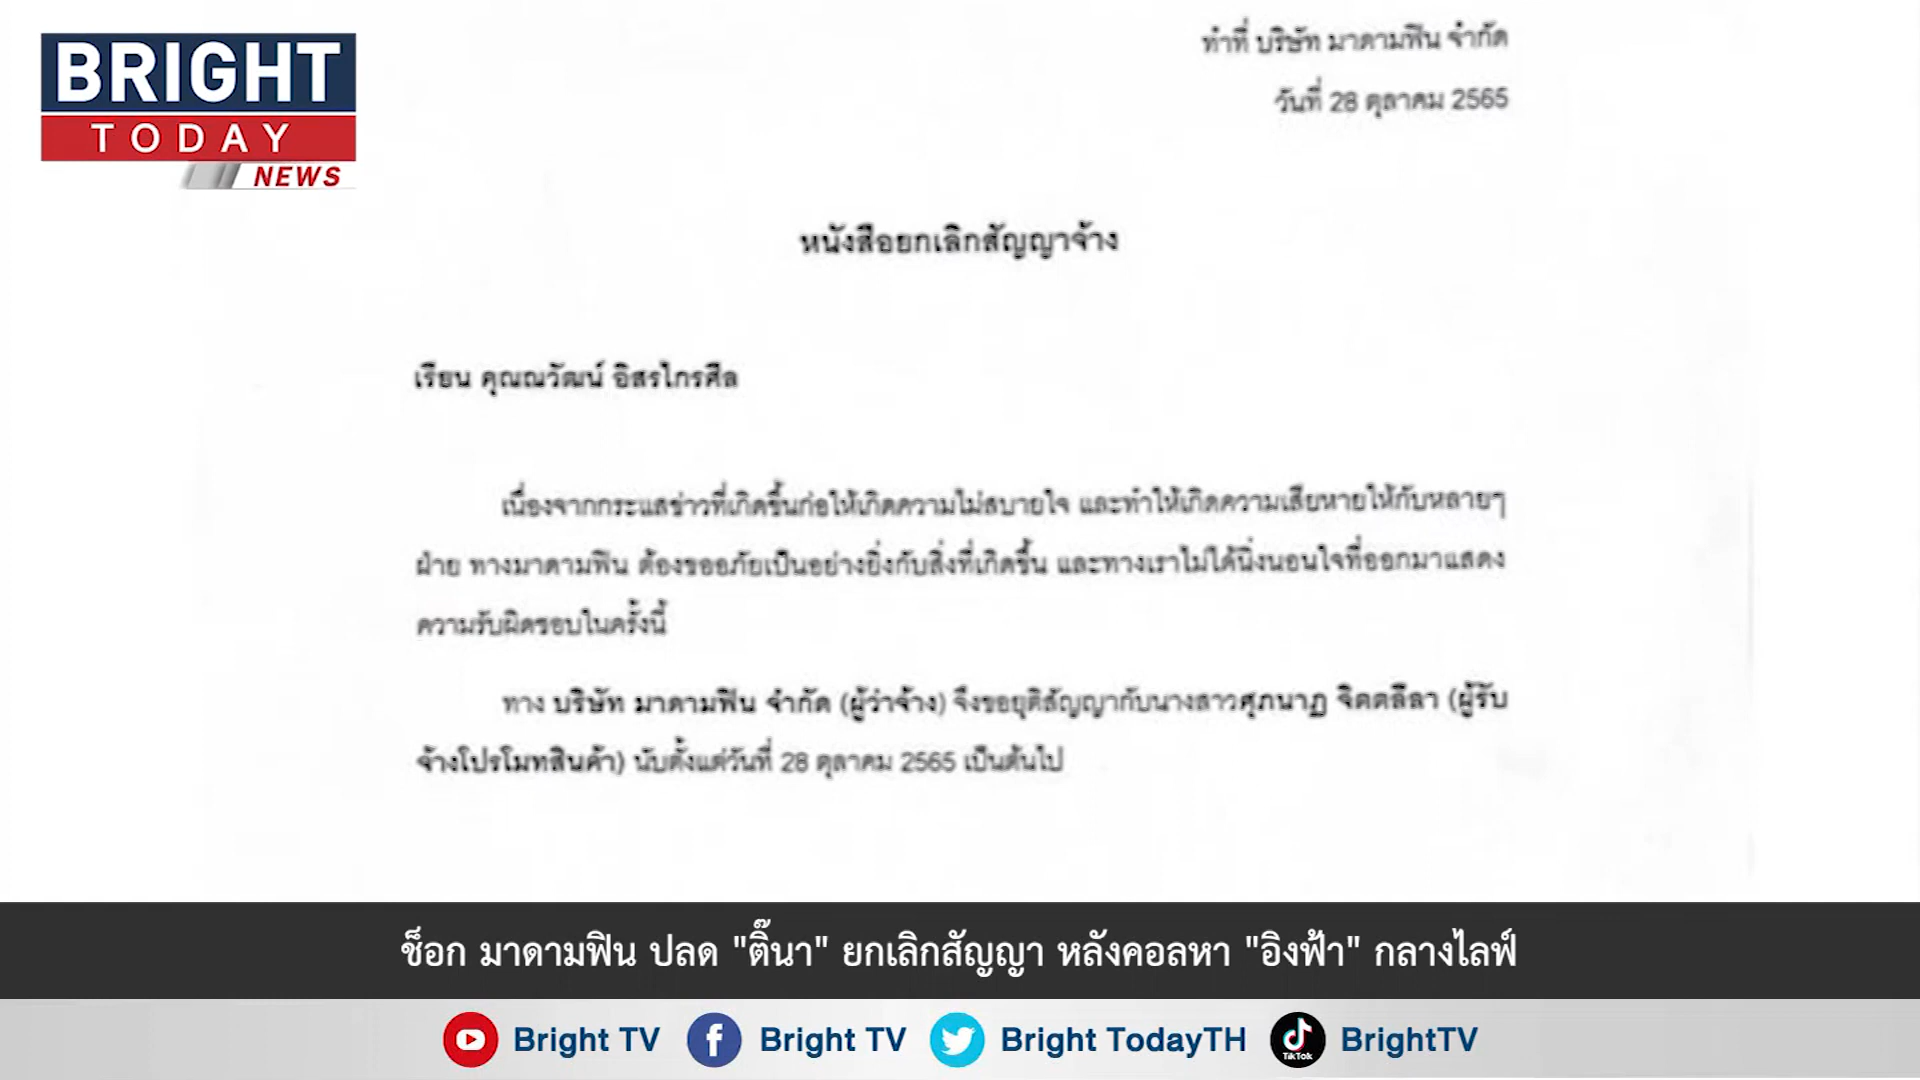 BRIGHT
TODAY
NEWS
ทำที่ บริษัท มาดามฟิน จำกัด
วันที่ 28 ตุลาคม 2565
หนังสือยกเลิกสัญญาจ้าง
เรียน คุณณวัฒน์ อิสรไกรศีล
เนื่องจากกระแสข่าวที่เกิดขึ้นก่อให้เกิดความไม่สบายใจ และทำให้เกิดความเสียหายให้กับหลายๆ
ฝ่าย ทางมาดามฟิน ต้องขออภัยเป็นอย่างยิ่งกับสิ่งที่เกิดขึ้น และทางเราไม่ได้นิ่งนอนใจที่ออกมาแสดง
ความรับผิดชอบในครั้งนี้
ทาง บริษัท มาดามฟิน จำกัด (ผู้ว่าจ้าง) จึงขอยุติสัญญากับนางสาวศุภนาฏ จิตตลีลา (ผู้รับ
จ้างโปรโมทสินค้า) นับตั้งแต่วันที่ 28 ตุลาคม 2565 เป็นต้นไป
ช็อก มาดามฟิน ปลด "ติ๊นา" ยกเลิกสัญญา หลังคอลหา "อิงฟ้า" กลางไลฟ์
Bright TV Bright TV Bright TodayTH TikTok BrightTV